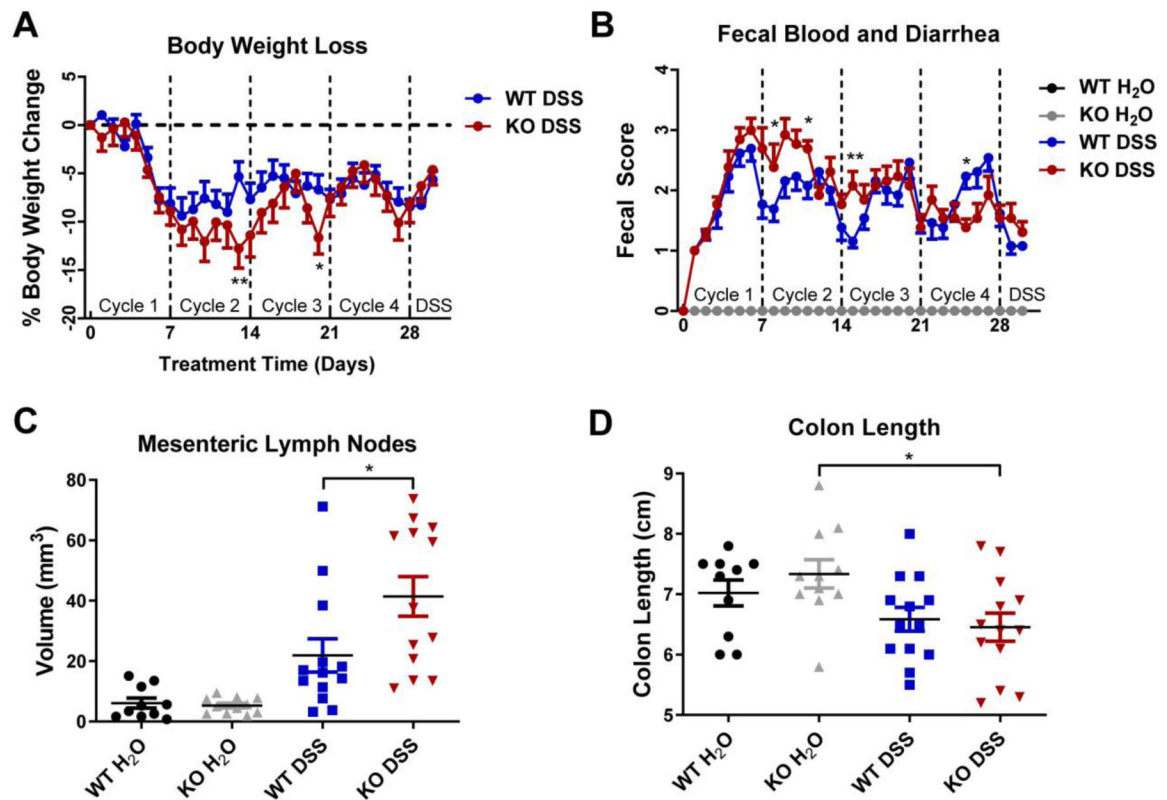 A
Body Weight Loss
% Body Weight Change
5
0
-5
-10
-15
-20
WT DSS
KO DSS
**
*
Cycle 1
Cycle 2
Cycle 3
Cycle 4
DSS
0
7
14
21
28
Treatment Time (Days)
B
Fecal Blood and Diarrhea
Fecal Score
4
3
2
1
0
*
*
**
*
WT H₂O
KO H₂O
WT DSS
KO DSS
Cycle 1
Cycle 2
Cycle 3
Cycle 4
DSS
0
7
14
21
28
C
Mesenteric Lymph Nodes
Volume (mm³)
80
60
40
20
0
*
WT H₂O
KO H₂O
WT DSS
KO DSS
D
Colon Length
Colon Length (cm)
9
8
7
6
5
*
WT H₂O
KO H₂O
WT DSS
KO DSS